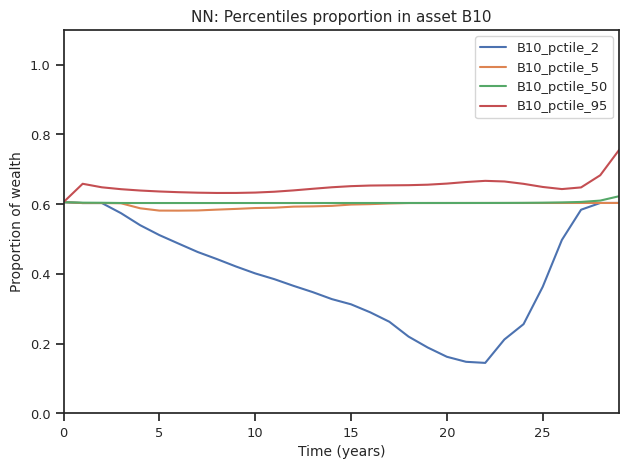 NN: Percentiles proportion in asset B10
B10_pctile_2
B10_pctile_5
B10_pctile_50
B10_pctile_95
Proportion of wealth
1.0
0.8
0.6
0.4
0.2
0.0
0 5 10 15 20 25
Time (years)